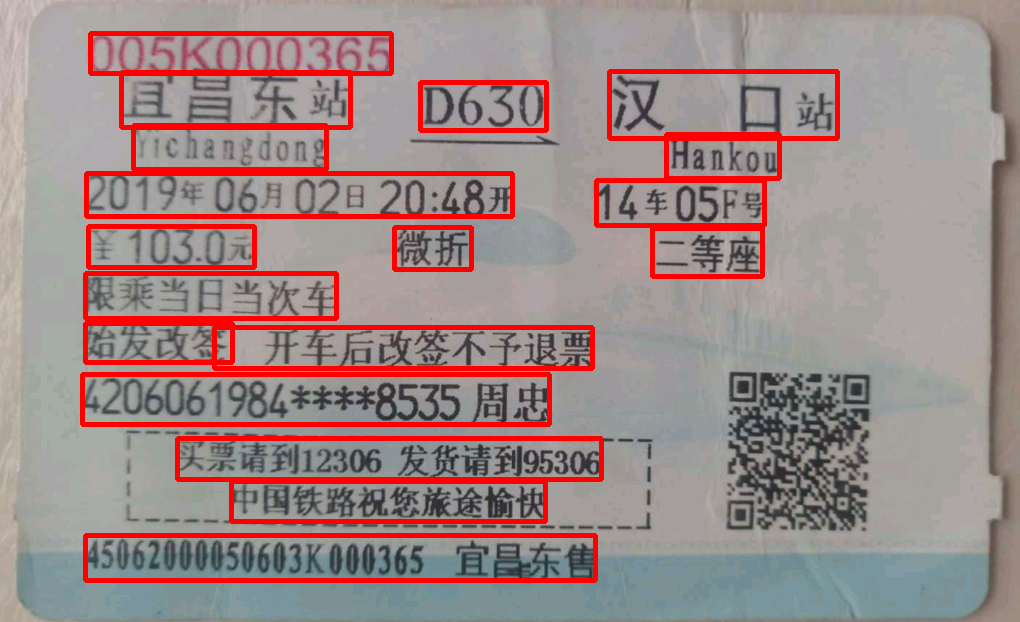 005K000365
宜昌东站 D630 汉口站
Yichangdong Hankou
2019年06月02日20:48开 14车05F号
¥103.0元 微折 二等座
限乘当日当次车
始发改签 开车后改签不予退票
4206061984****8535周忠
买票请到12306 发货请到95306
中国铁路祝您旅途愉快
45062000050603K000365 宜昌东售